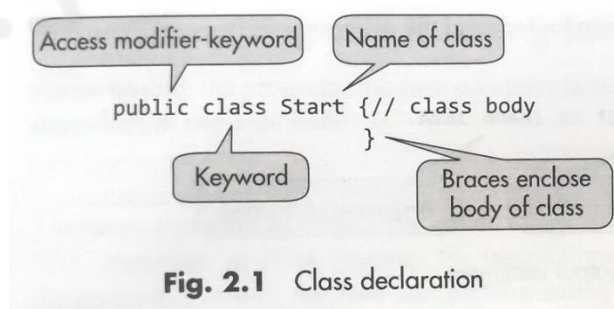 Access modifier-keyword
Name of class
public class Start {// class body
}
Keyword
Braces enclose
body of class
Fig. 2.1 Class declaration